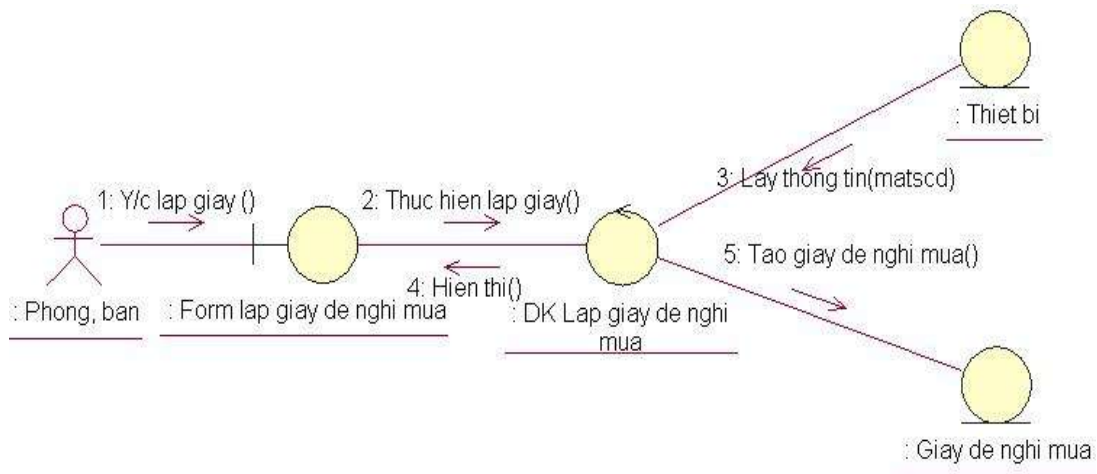 : Thiet bi
3: Lay thong tin(matscd)
1: Y/c lap giay ()
2: Thuc hien lap giay()
5: Tao giay de nghi mua()
4: Hien thi()
: Phong, ban
: Form lap giay de nghi mua
: DK Lap giay de nghi
mua
: Giay de nghi mua